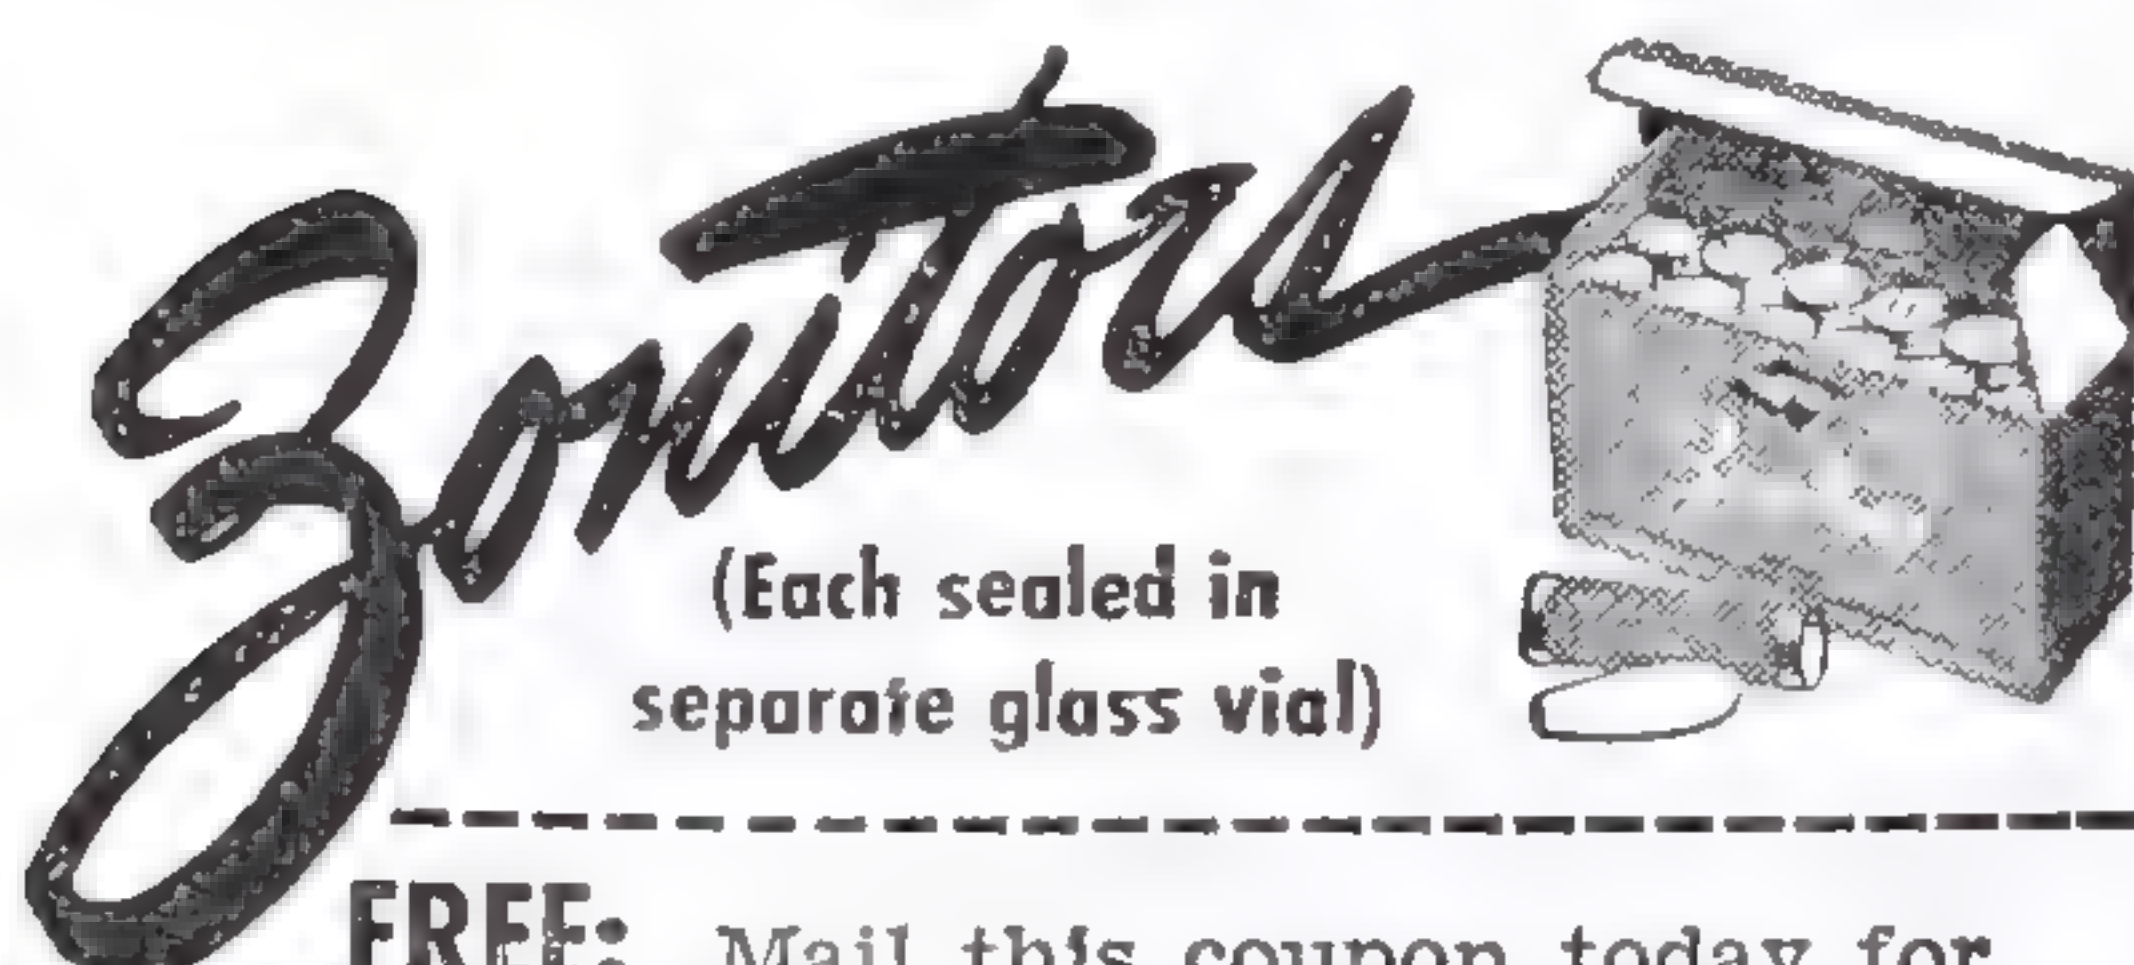 Zonitors
(Each sealed in
separate glass vial)
FREE: Mail this coupon today for